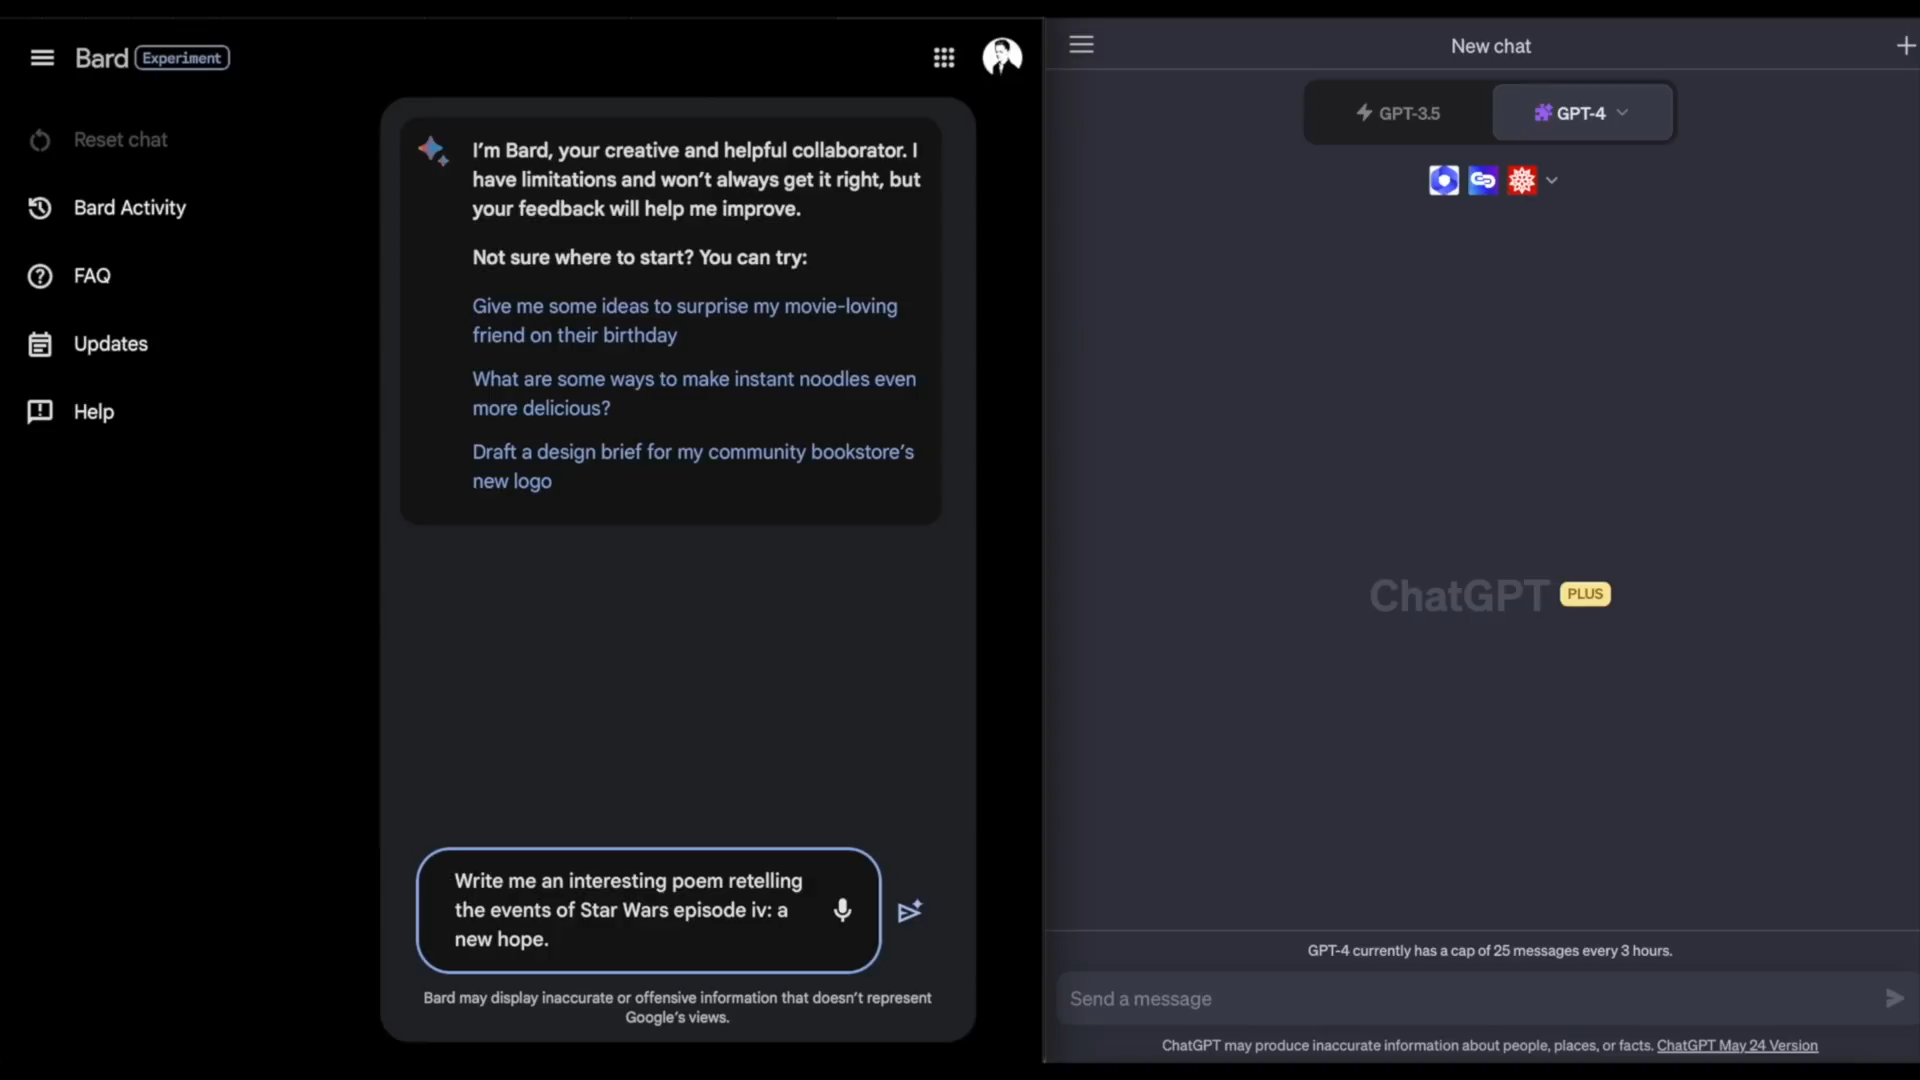 Bard Experiment
Reset chat
Bard Activity
FAQ
Updates
Help
I'm Bard, your creative and helpful collaborator. I
have limitations and won't always get it right, but
your feedback will help me improve.
Not sure where to start? You can try:
Give me some ideas to surprise my movie-loving
friend on their birthday
What are some ways to make instant noodles even
more delicious?
Draft a design brief for my community bookstore's
new logo
Write me an interesting poem retelling
the events of Star Wars episode iv: a
new hope.
Bard may display inaccurate or offensive information that doesn't represent
Google's views.
New chat
GPT-3.5
GPT-4
ChatGPT PLUS
GPT-4 currently has a cap of 25 messages every 3 hours.
Send a message
ChatGPT may produce inaccurate information about people, places, or facts. ChatGPT May 24 Version